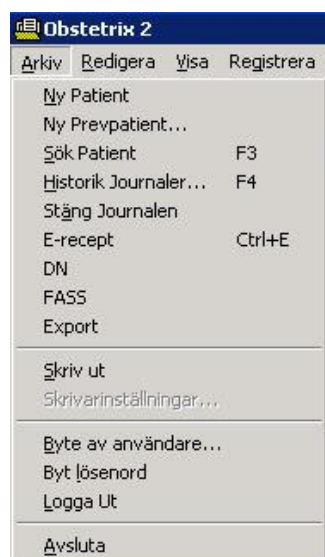 Obstetrix 2
Arkiv Redigera Visa Registrera
Ny Patient
Ny Prevpatient...
Sök Patient F3
Historik Journaler... F4
Stäng Journalen
E-recept Ctrl+E
DN
FASS
Export
Skriv ut
Skrivarinställningar...
Byte av användare...
Byt lösenord
Logga Ut
Avsluta